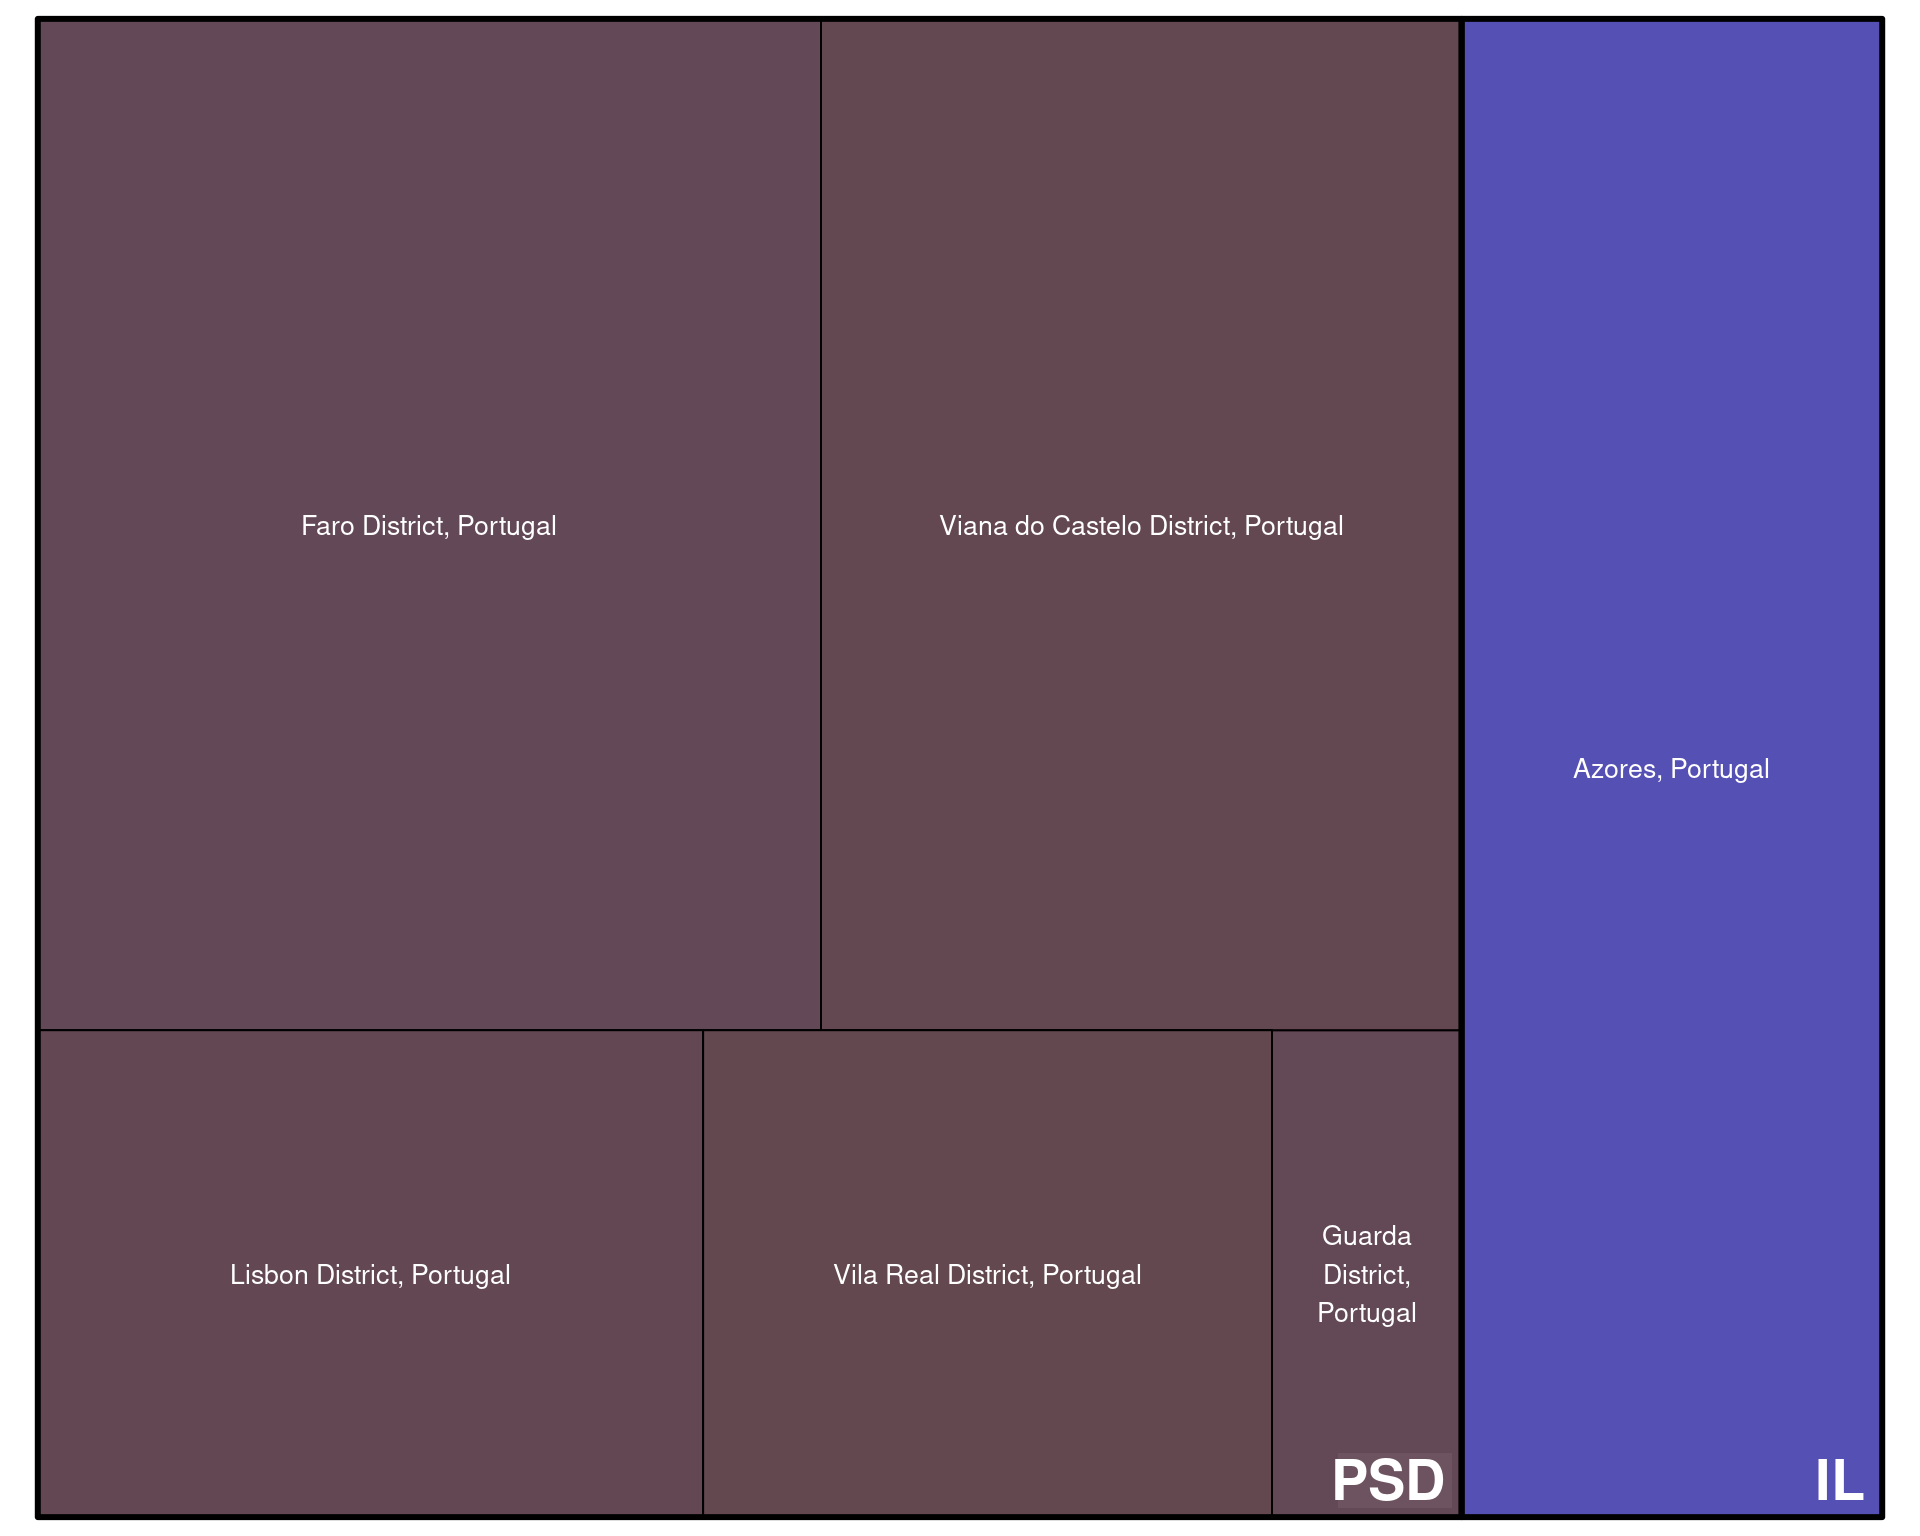 Faro District, Portugal
Viana do Castelo District, Portugal
Azores, Portugal
Lisbon District, Portugal
Vila Real District, Portugal
Guarda
District,
Portugal
PSD
IL